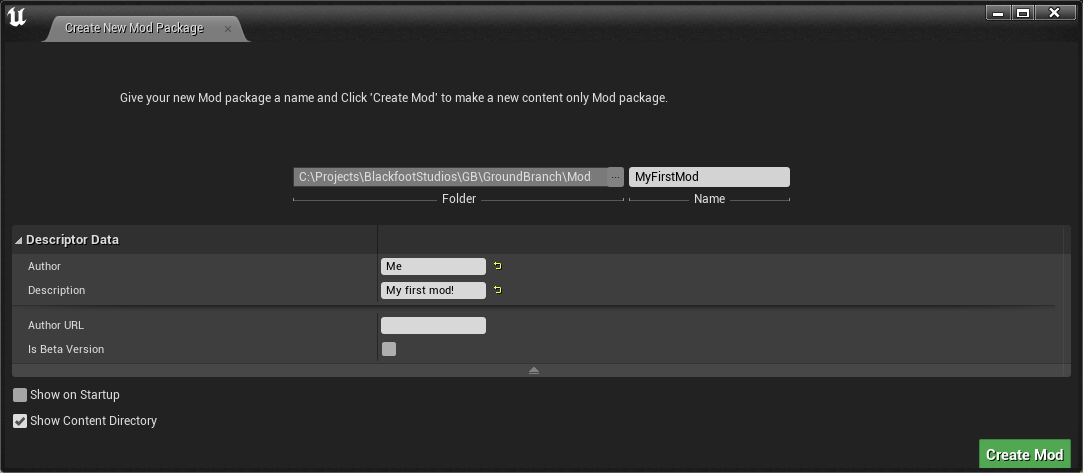 Create New Mod Package
Give your new Mod package a name and Click 'Create Mod' to make a new content only Mod package.
C:\Projects\BlackfootStudios\GB\GroundBranch\Mod ... MyFirstMod
Folder Name
Descriptor Data
Author Me
Description My first mod!
Author URL
Is Beta Version
Show on Startup
Show Content Directory
Create Mod